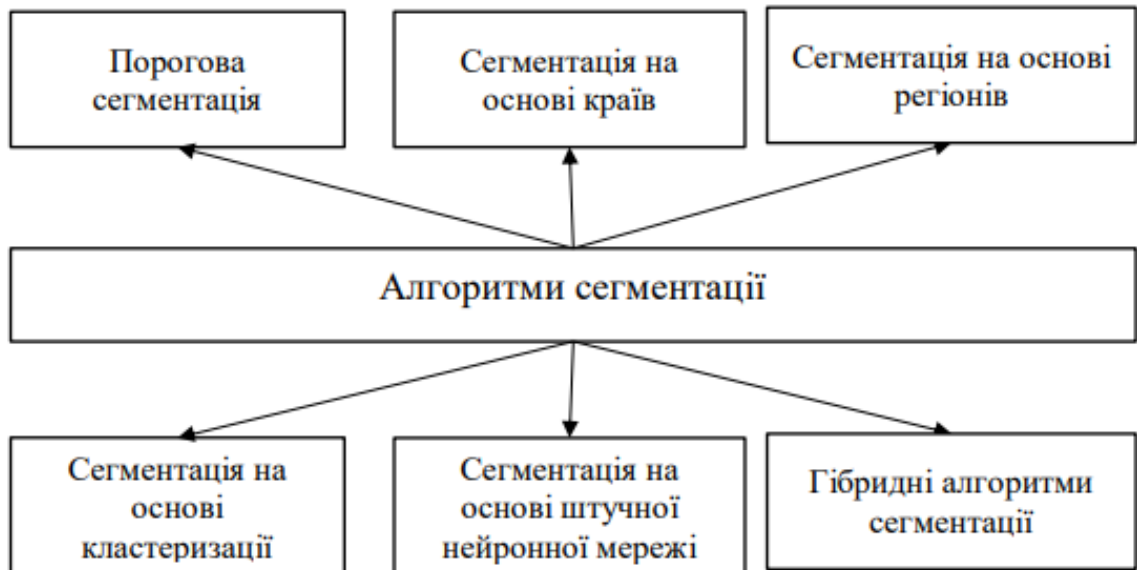 Порогова
сегментація
Сегментація на
основі країв
Сегментація на основі
регіонів
Алгоритми сегментації
Сегментація на
основі
кластеризації
Сегментація на
основі штучної
нейронної мережі
Гібридні алгоритми
сегментації